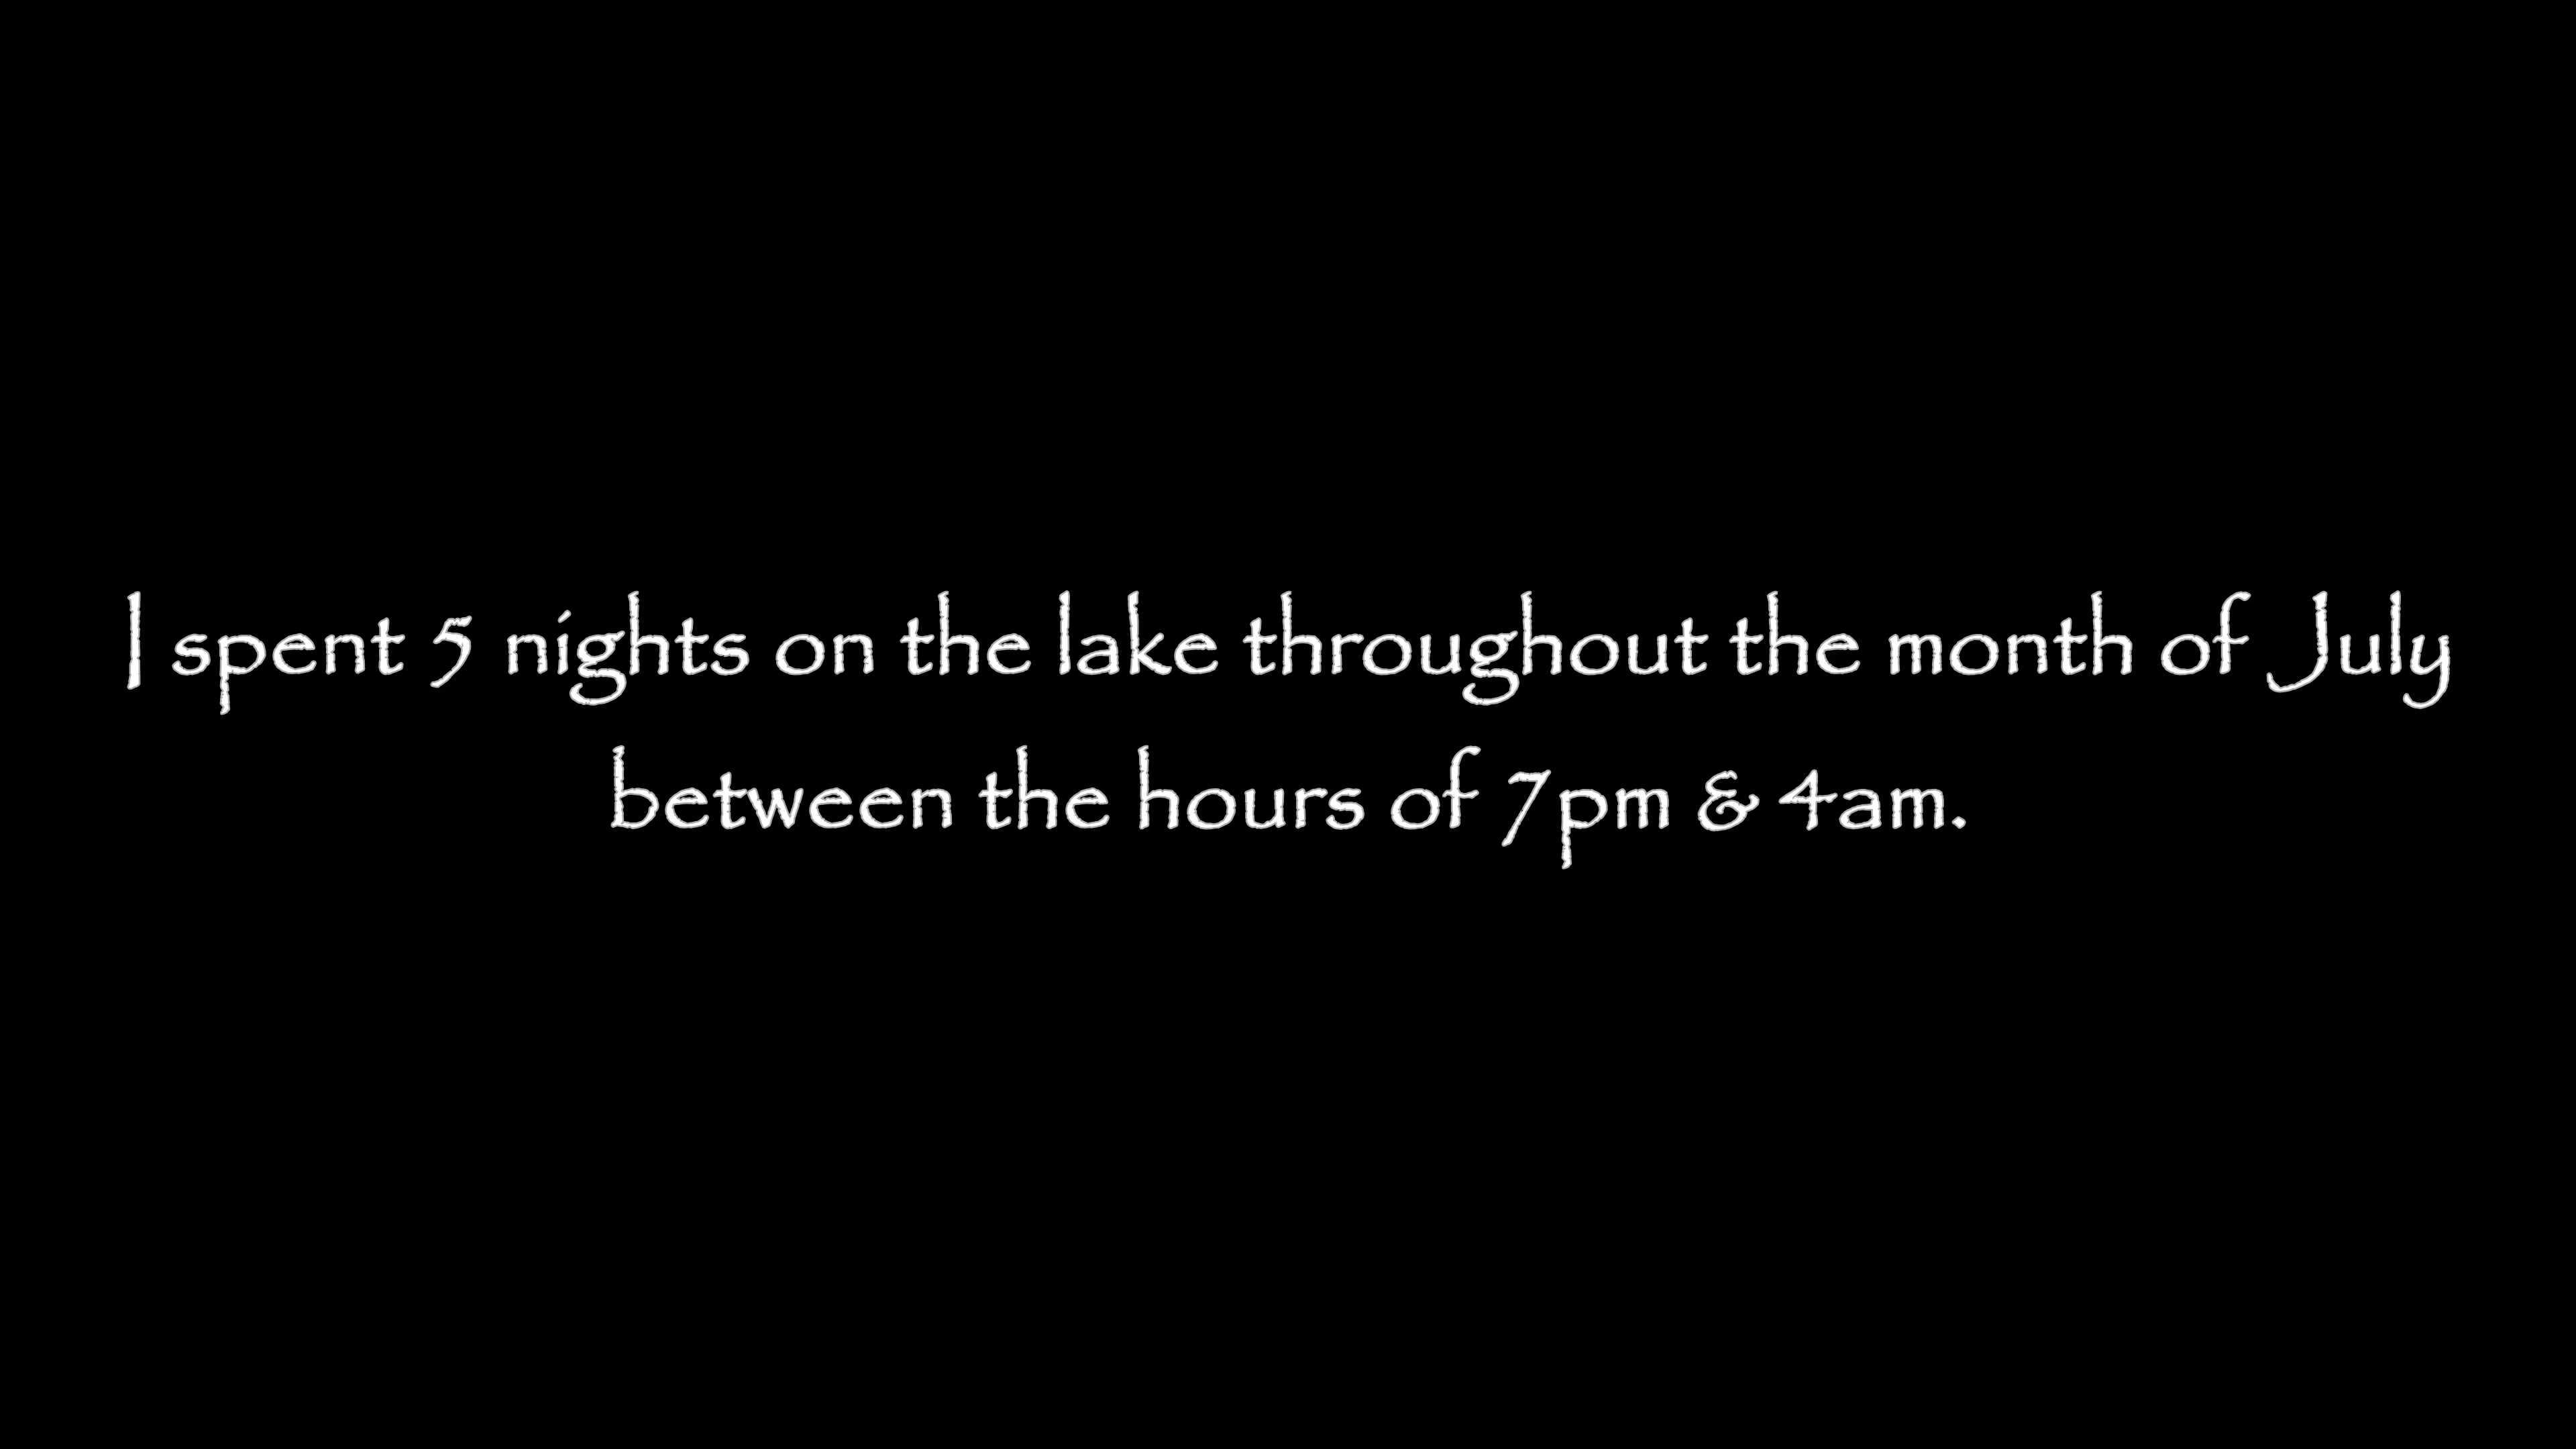 I spent 5 nights on the lake throughout the month of July
between the hours of 7pm & 4am.